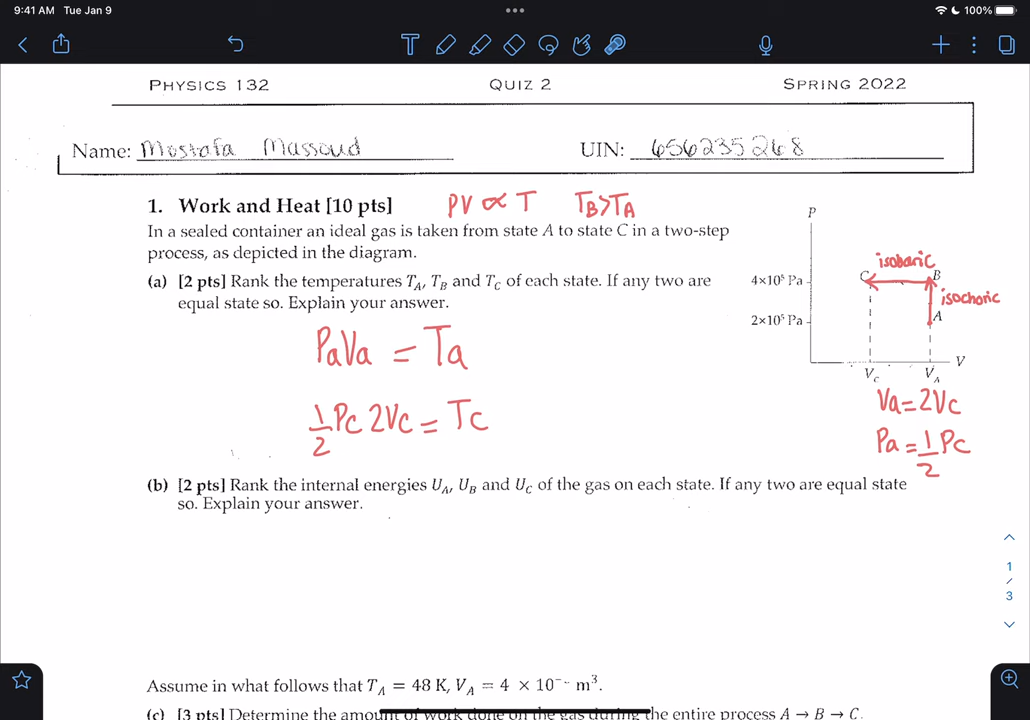 9:41 AM Tue Jan 9
100%
PHYSICS 132 QUIZ 2 SPRING 2022
Name: Mostafa Massoud UIN: 656235268
1. Work and Heat [10 pts] PV ∝ T TB>TA
In a sealed container an ideal gas is taken from state A to state C in a two-step
process, as depicted in the diagram.
(a) [2 pts] Rank the temperatures TA, TB and TC of each state. If any two are
equal state so. Explain your answer.
P
isobaric
4×10⁵ Pa C B
isochoric
2×10⁵ Pa A
V
VC VA
PaVa = Ta
Va=2Vc
1/2 Pc 2Vc = Tc
Pa=1/2 Pc
(b) [2 pts] Rank the internal energies UA, UB and UC of the gas on each state. If any two are equal state
so. Explain your answer.
1
/
3
Assume in what follows that TA = 48 K, VA = 4 × 10 m³.
(c) [3 pts] Determine the amount of work done on the gas during the entire process A → B → C.